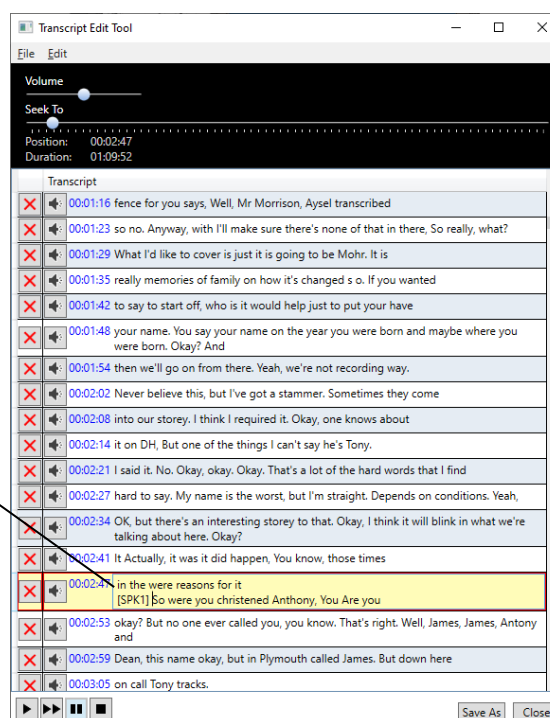 Transcript Edit Tool
File Edit
Volume
Seek To
Position: 00:02:47
Duration: 01:09:52
Transcript
00:01:16 fence for you says, Well, Mr Morrison, Aysel transcribed
00:01:23 so no. Anyway, with I'll make sure there's none of that in there, So really, what?
00:01:29 What I'd like to cover is just it is going to be Mohr. It is
00:01:35 really memories of family on how it's changed s o. If you wanted
00:01:42 to say to start off, who is it would help just to put your have
00:01:48 your name. You say your name on the year you were born and maybe where you
were born. Okay? And
00:01:54 then we'll go on from there. Yeah, we're not recording way.
00:02:02 Never believe this, but I've got a stammer. Sometimes they come
00:02:08 into our storey. I think I required it. Okay, one knows about
00:02:14 it on DH, But one of the things I can't say he's Tony.
00:02:21 I said it. No. Okay, okay. Okay. That's a lot of the hard words that I find
00:02:27 hard to say. My name is the worst, but I'm straight. Depends on conditions. Yeah,
00:02:34 OK, but there's an interesting storey to that. Okay, I think it will blink in what we're
talking about here. Okay?
00:02:41 It Actually, it was it did happen, You know, those times
00:02:47 in the were reasons for it
[SPK1] So were you christened Anthony, You Are you
00:02:53 okay? But no one ever called you, you know. That's right. Well, James, James, Antony
and
00:02:59 Dean, this name okay, but in Plymouth called James. But down here
00:03:05 on call Tony tracks.
Save As Close